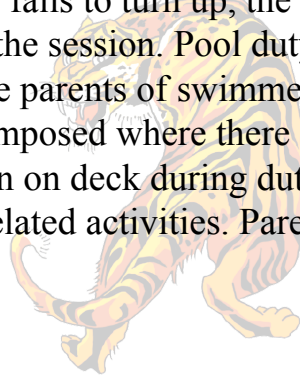 fails to turn up, the
the session. Pool duty
e parents of swimme
mposed where there
n on deck during dut
elated activities. Pare